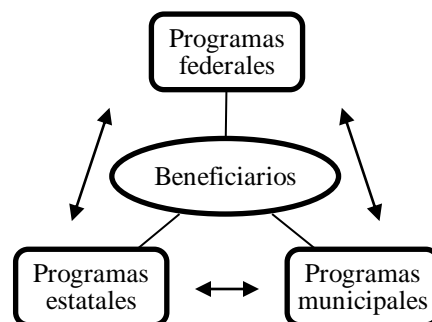 Programas
federales
Beneficiarios
Programas
estatales
Programas
municipales